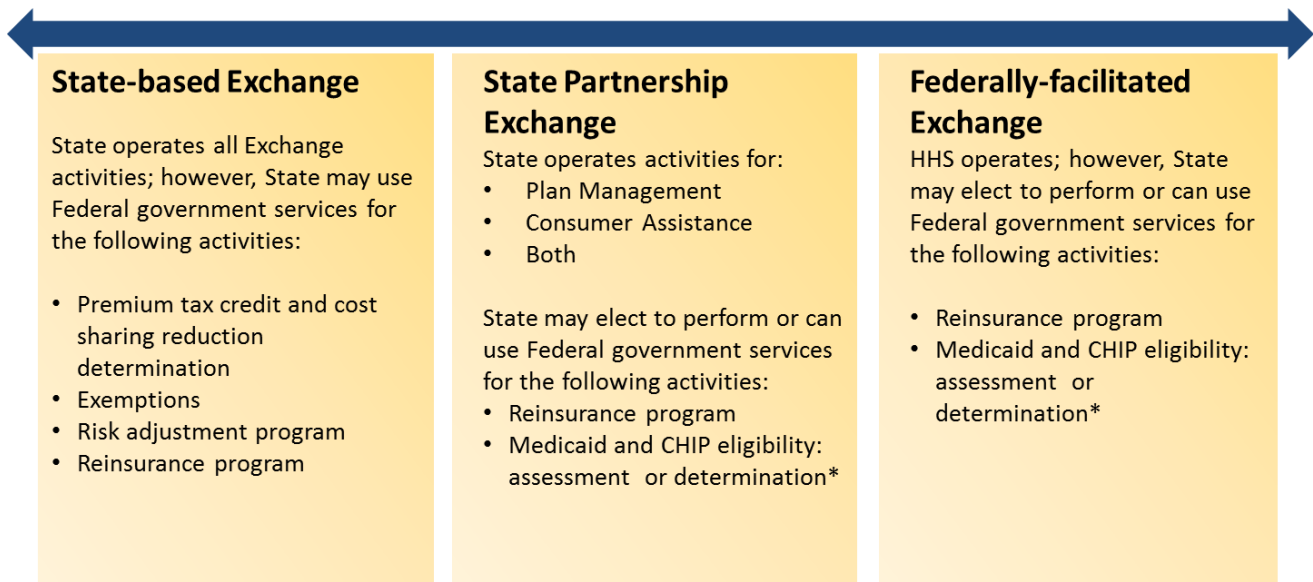 State-based Exchange
State operates all Exchange
activities; however, State may use
Federal government services for
the following activities:
• Premium tax credit and cost
sharing reduction
determination
• Exemptions
• Risk adjustment program
• Reinsurance program
State Partnership
Exchange
State operates activities for:
• Plan Management
• Consumer Assistance
• Both
State may elect to perform or can
use Federal government services
for the following activities:
• Reinsurance program
• Medicaid and CHIP eligibility:
assessment or determination*
Federally-facilitated
Exchange
HHS operates; however, State
may elect to perform or can use
Federal government services for
the following activities:
• Reinsurance program
• Medicaid and CHIP eligibility:
assessment or
determination*